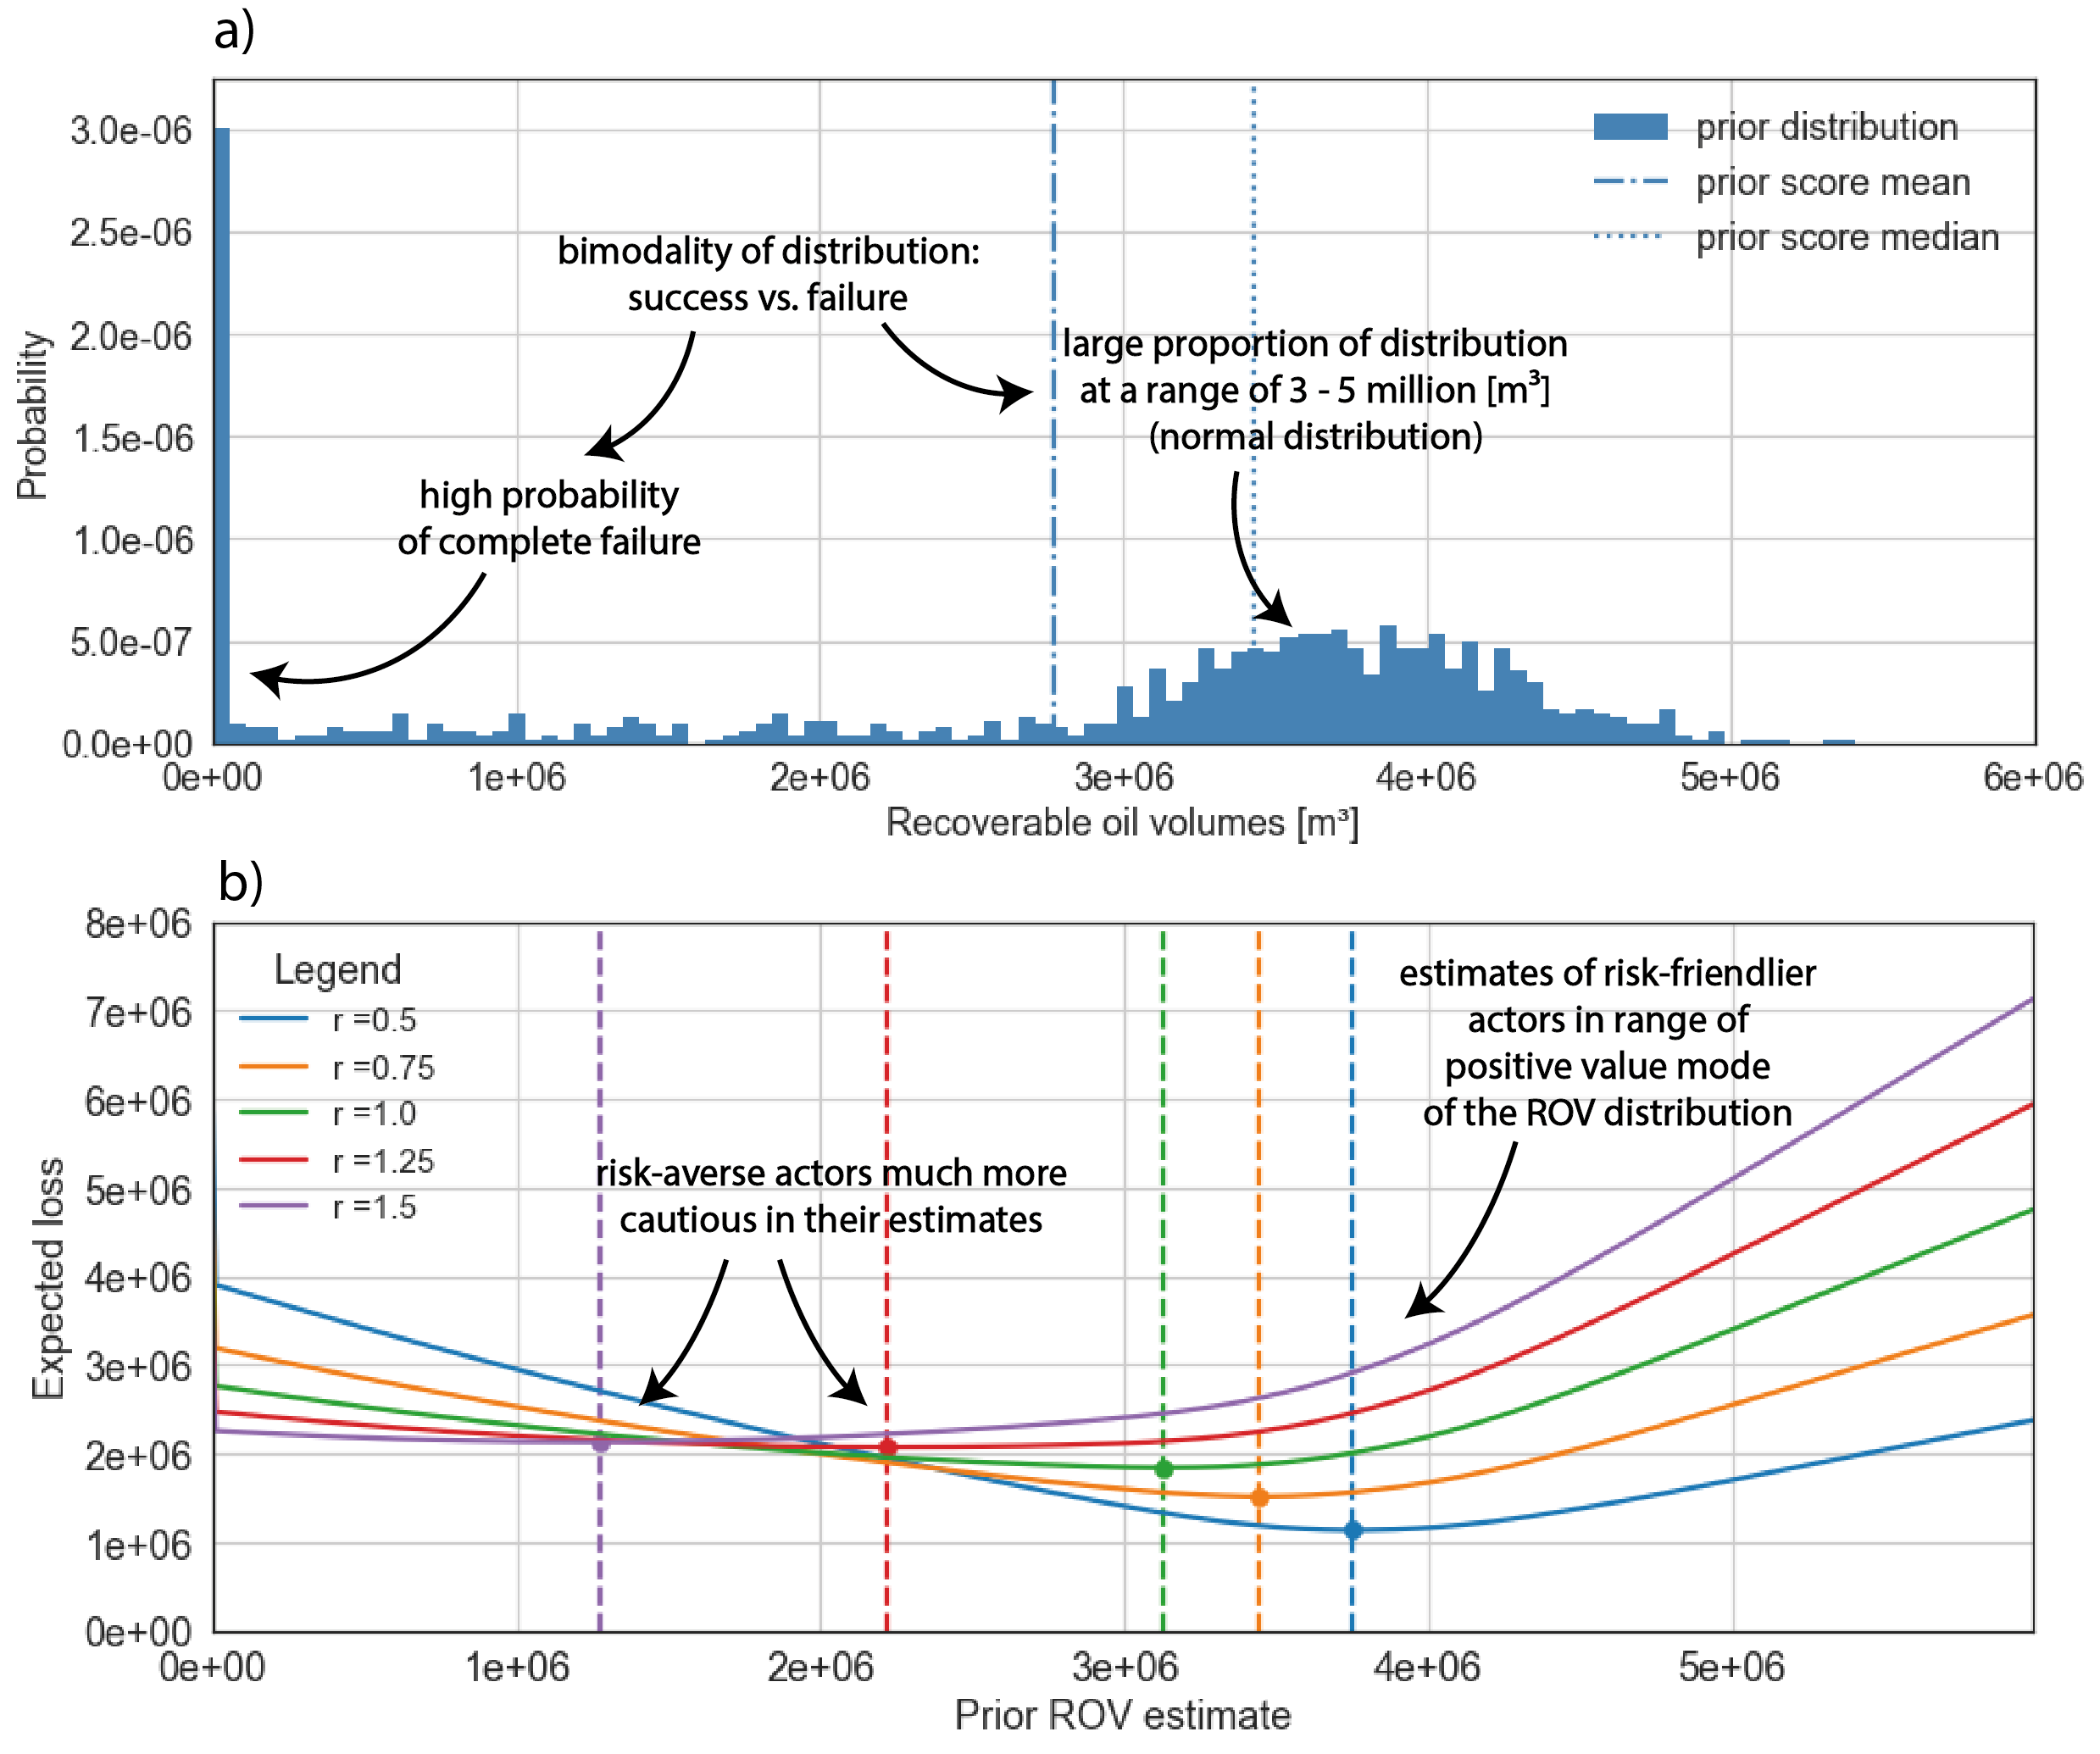 a)
3.0e-06
2.5e-06
2.0e-06
1.5e-06
1.0e-06
5.0e-07
0.0e+00
Probability
prior distribution
prior score mean
prior score median
bimodality of distribution:
success vs. failure
large proportion of distribution
at a range of 3 - 5 million [m³]
(normal distribution)
high probability
of complete failure
0e+00 1e+06 2e+06 3e+06 4e+06 5e+06 6e+06
Recoverable oil volumes [m³]
b)
8e+06
7e+06
6e+06
5e+06
4e+06
3e+06
2e+06
1e+06
0e+00
Expected loss
Legend
r =0.5
r =0.75
r =1.0
r =1.25
r =1.5
estimates of risk-friendlier
actors in range of
positive value mode
of the ROV distribution
risk-averse actors much more
cautious in their estimates
0e+00 1e+06 2e+06 3e+06 4e+06 5e+06
Prior ROV estimate